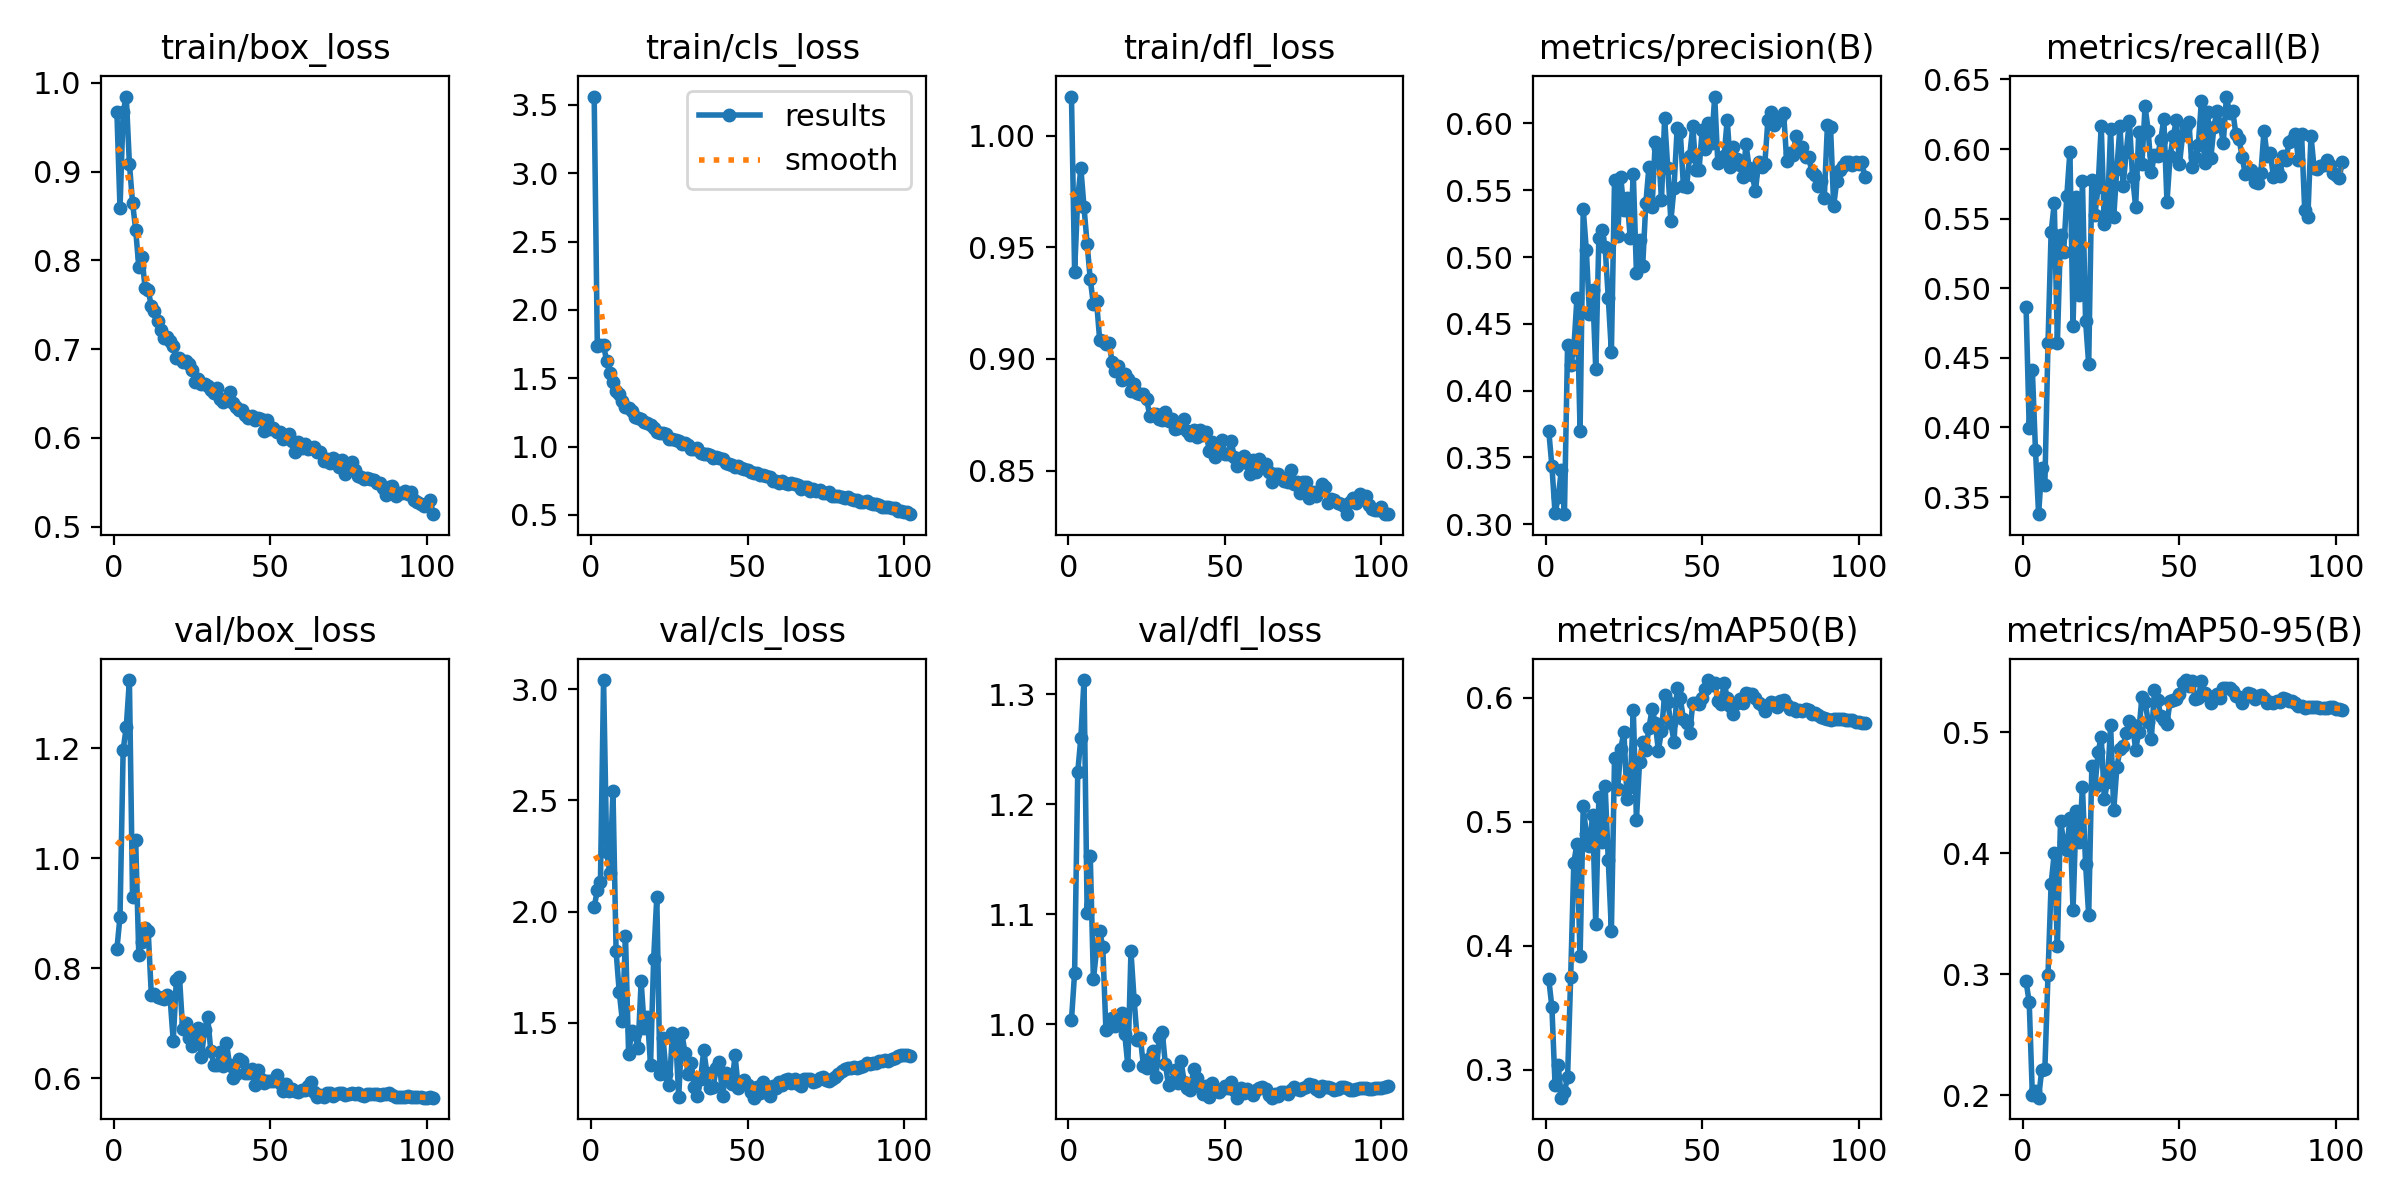 train/box_loss
1.0
0.9
0.8
0.7
0.6
0.5
0 50 100
train/cls_loss
results
smooth
3.5
3.0
2.5
2.0
1.5
1.0
0.5
0 50 100
train/dfl_loss
1.00
0.95
0.90
0.85
0 50 100
metrics/precision(B)
0.60
0.55
0.50
0.45
0.40
0.35
0.30
0 50 100
metrics/recall(B)
0.65
0.60
0.55
0.50
0.45
0.40
0.35
0 50 100
val/box_loss
1.2
1.0
0.8
0.6
0 50 100
val/cls_loss
3.0
2.5
2.0
1.5
0 50 100
val/dfl_loss
1.3
1.2
1.1
1.0
0 50 100
metrics/mAP50(B)
0.6
0.5
0.4
0.3
0 50 100
metrics/mAP50-95(B)
0.5
0.4
0.3
0.2
0 50 100